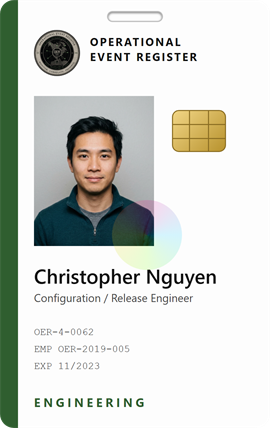 OPERATIONAL
EVENT REGISTER
Christopher Nguyen
Configuration / Release Engineer
OER-4-0062
EMP OER-2019-005
EXP 11/2023
ENGINEERING